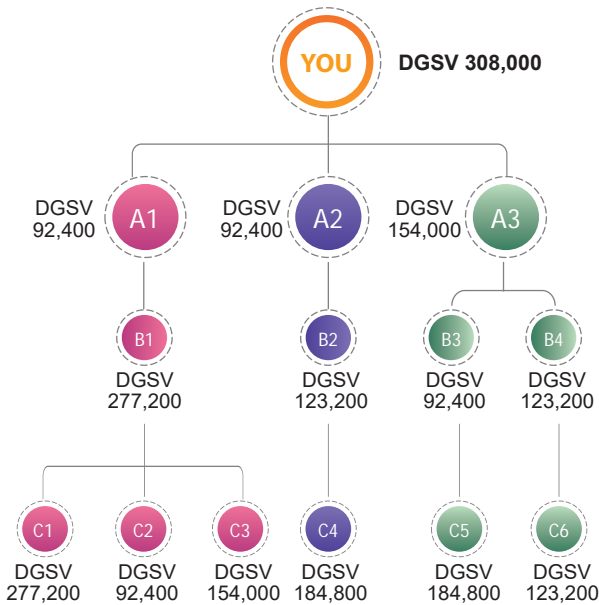 YOU
DGSV 308,000
DGSV
92,400
A1
DGSV
92,400
A2
DGSV
154,000
A3
B1
B2
B3
B4
DGSV
277,200
DGSV
123,200
DGSV
92,400
DGSV
123,200
C1
C2
C3
C4
C5
C6
DGSV
277,200
DGSV
92,400
DGSV
154,000
DGSV
184,800
DGSV
184,800
DGSV
123,200